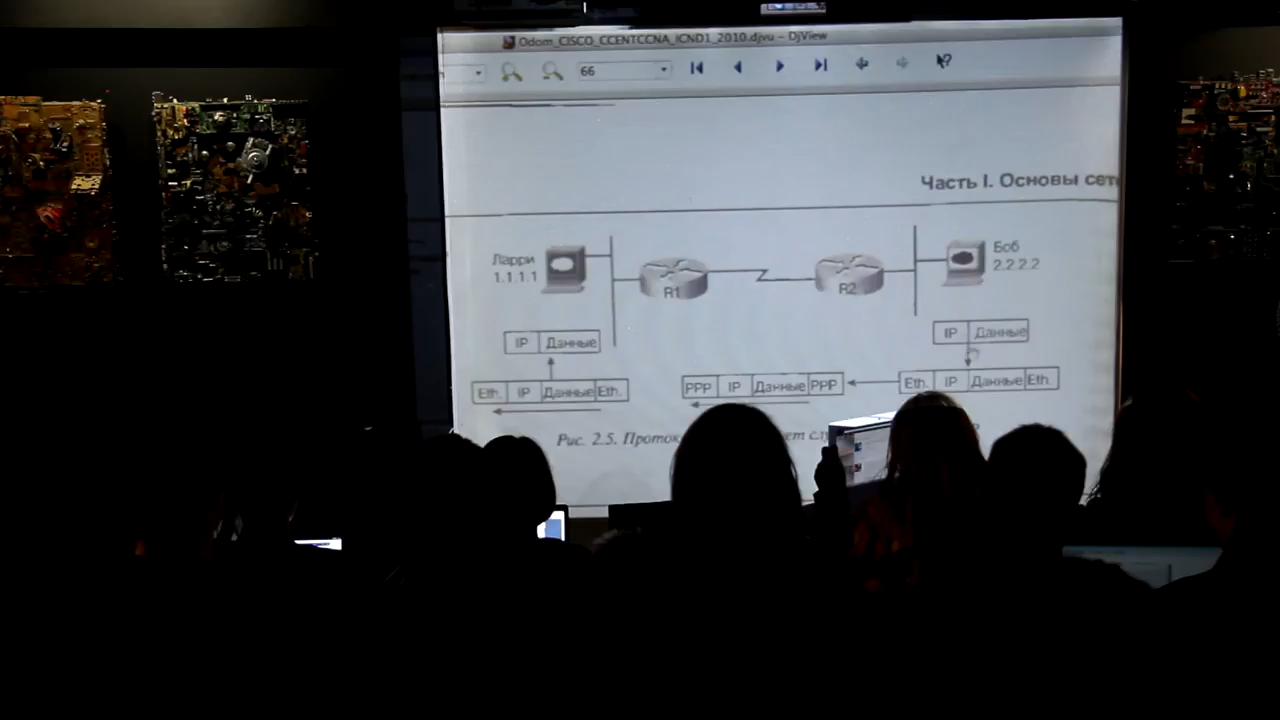 Odom_CISCO_CCENTCCNA_ICND1_2010.djvu – DjView
66
Часть I. Основы сет
Ларри
1.1.1.1
R1
R2
Боб
2.2.2.2
IP Данные
IP Данные
Eth. IP Данные Eth.
PPP IP Данные PPP
Eth. IP Данные Eth.
Рис. 2.5.